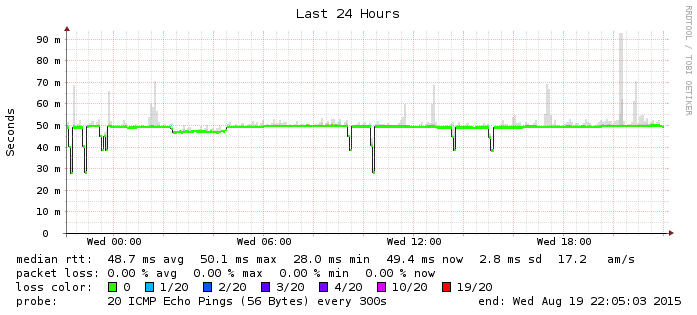 Last 24 Hours
RRDTOOL / TOBI OETIKER
Seconds
90 m
80 m
70 m
60 m
50 m
40 m
30 m
20 m
10 m
0
Wed 00:00 Wed 06:00 Wed 12:00 Wed 18:00
median rtt: 48.7 ms avg 50.1 ms max 28.0 ms min 49.4 ms now 2.8 ms sd 17.2 am/s
packet loss: 0.00 % avg 0.00 % max 0.00 % min 0.00 % now
loss color: 0 1/20 2/20 3/20 4/20 10/20 19/20
probe: 20 ICMP Echo Pings (56 Bytes) every 300s end: Wed Aug 19 22:05:03 2015